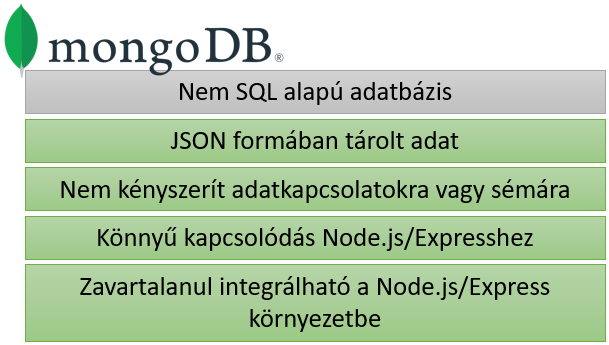 mongoDB®
Nem SQL alapú adatbázis
JSON formában tárolt adat
Nem kényszerít adatkapcsolatokra vagy sémára
Könnyű kapcsolódás Node.js/Expresshez
Zavartalanul integrálható a Node.js/Express
környezetbe